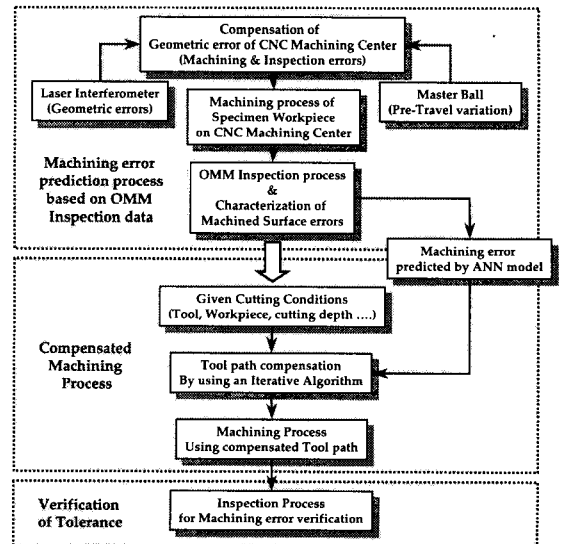 Compensation of
Geometric error of CNC Machining Center
(Machining & Inspection errors)
Laser Interferometer
(Geometric errors)
Machining process of
Specimen Workpiece
on CNC Machining Center
Master Ball
(Pre-Travel variation)
Machining error
prediction process
based on OMM
Inspection data
OMM Inspection process
&
Characterization of
Machined Surface errors
Machining error
predicted by ANN model
Given Cutting Conditions
(Tool, Workpiece, cutting depth ....)
Compensated
Machining
Process
Tool path compensation
By using an Iterative Algorithm
Machining Process
Using compensated Tool path
Verification
of Tolerance
Inspection Process
for Machining error verification